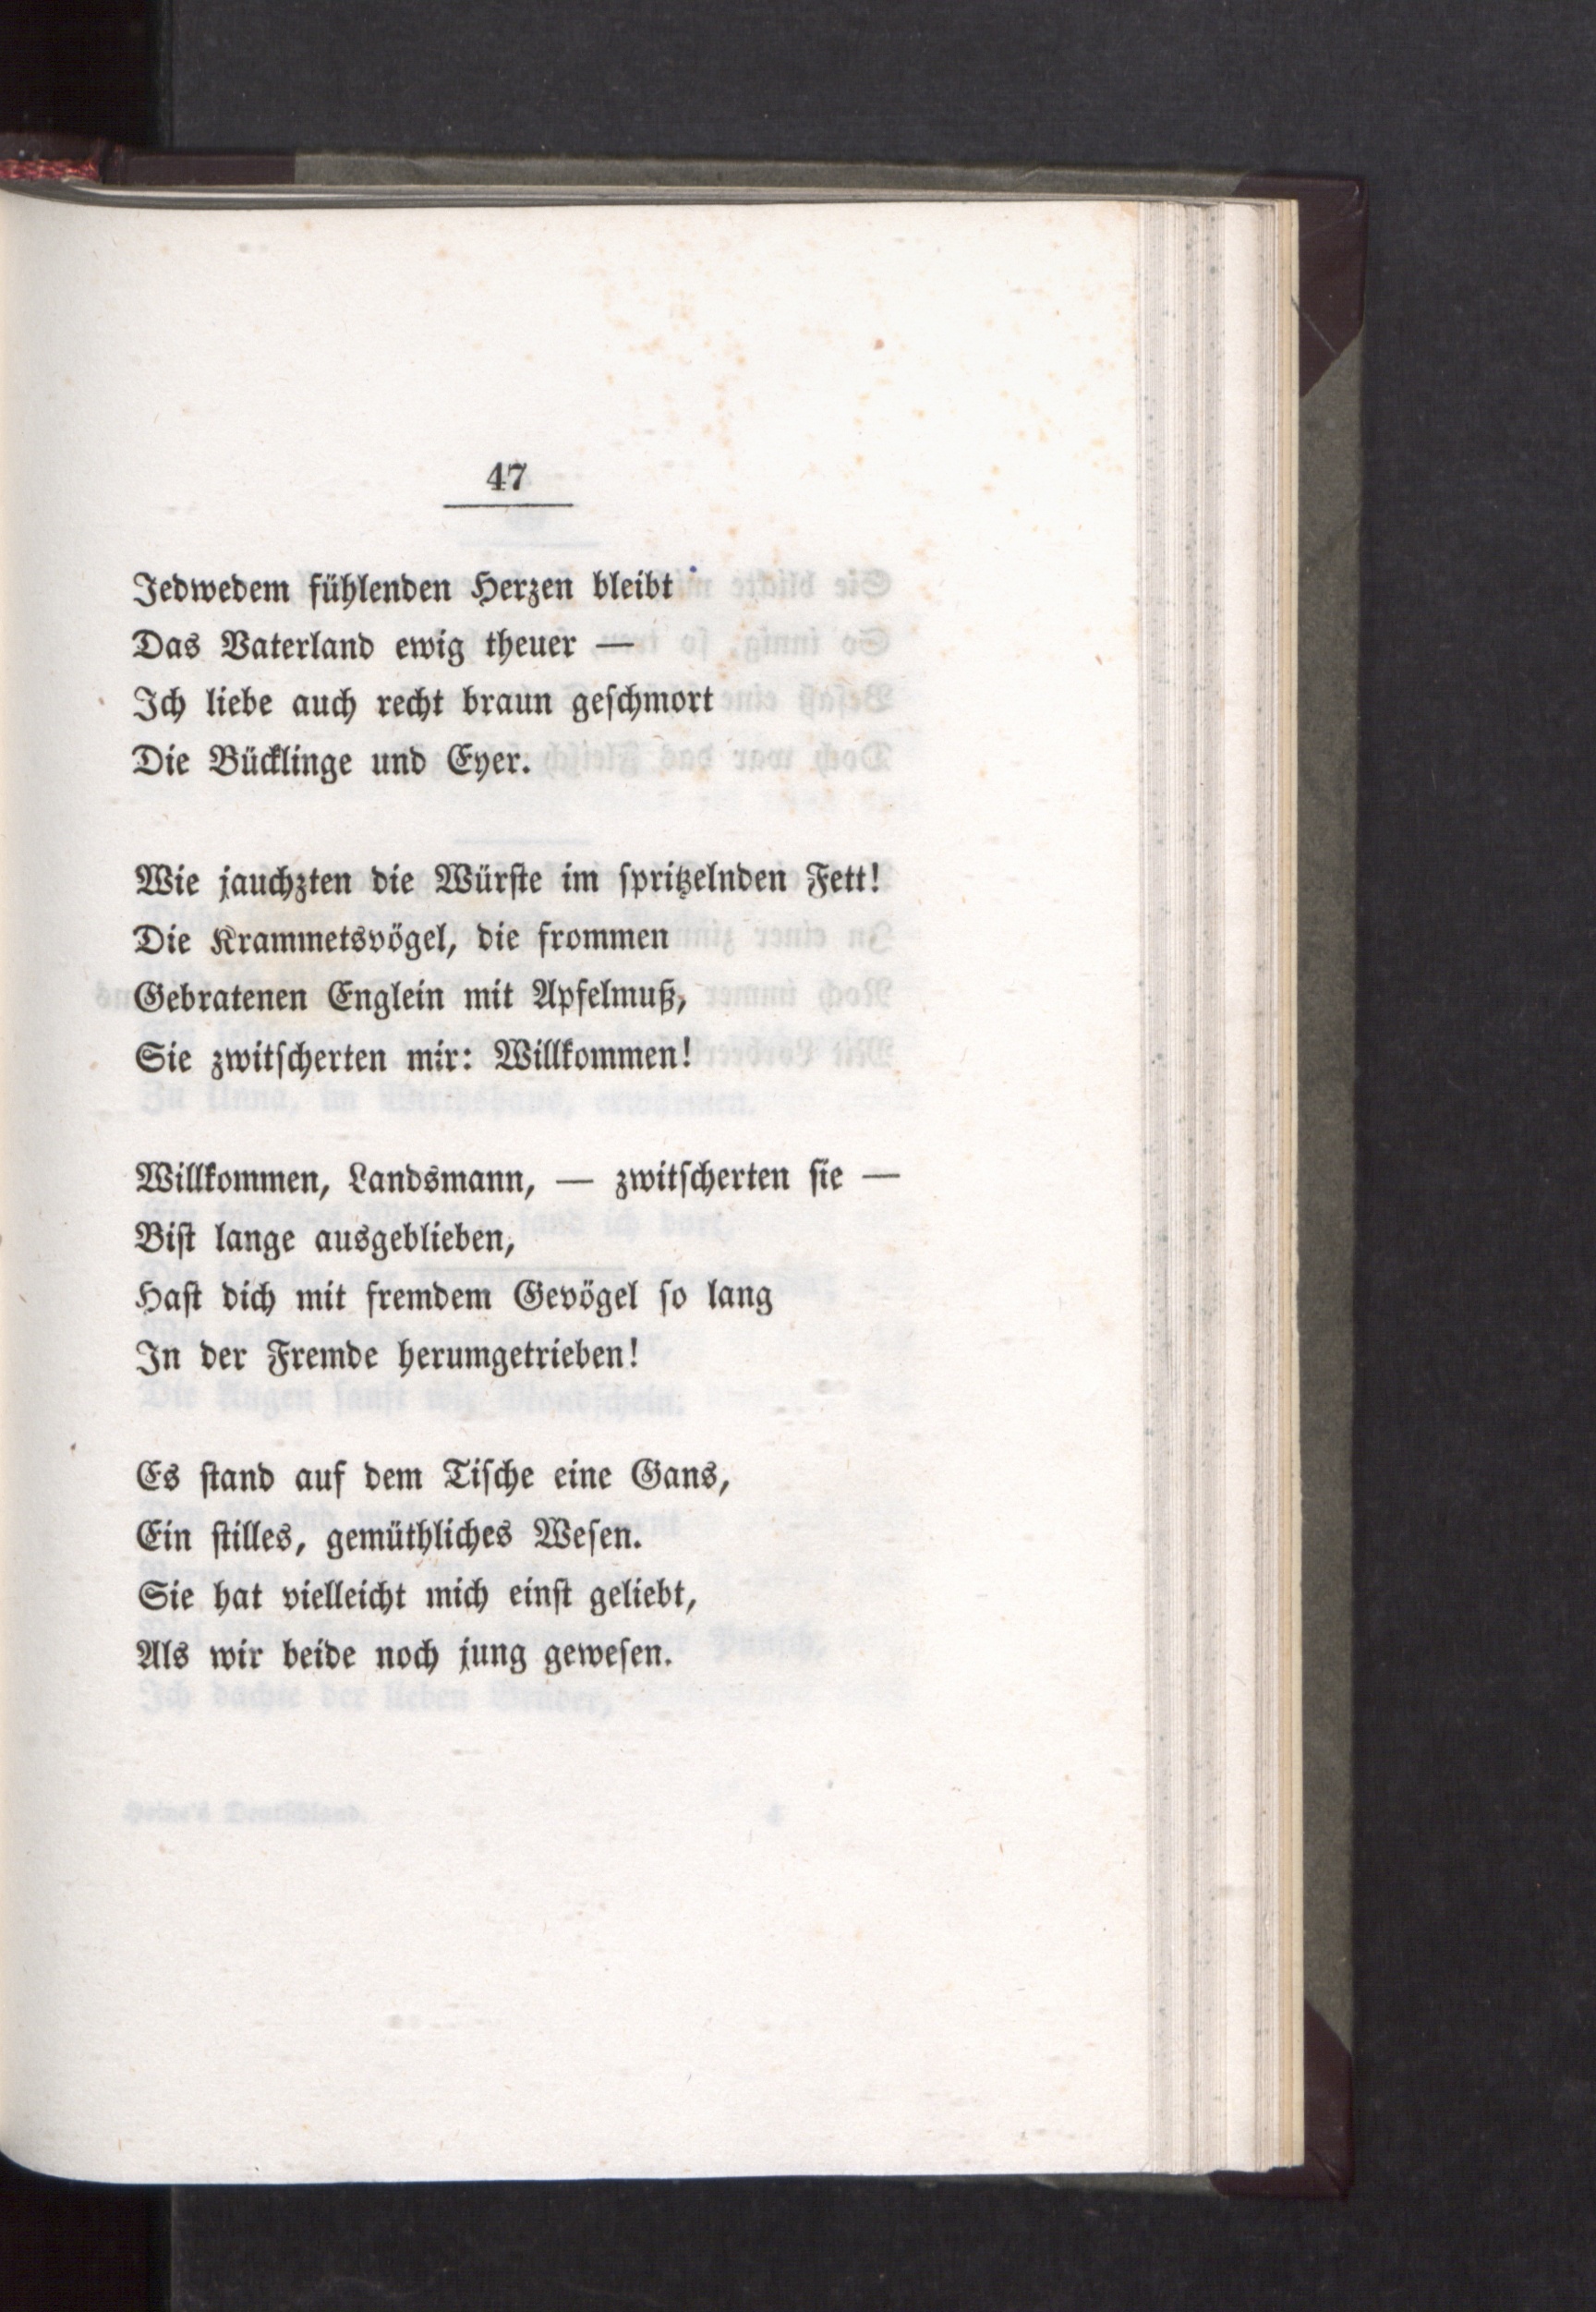 47
Jedwedem fühlenden Herzen bleibt
Das Vaterland ewig theuer —
Ich liebe auch recht braun geſchmort
Die Bücklinge und Eyer.
Wie jauchzten die Würſte im ſpritzelnden Fett!
Die Krammetsvögel, die frommen
Gebratenen Englein mit Apfelmuß,
Sie zwitſcherten mir: Willkommen!
Willkommen, Landsmann, — zwitſcherten ſie —
Biſt lange ausgeblieben,
Haſt dich mit fremdem Gevögel ſo lang
In der Fremde herumgetrieben!
Es ſtand auf dem Tiſche eine Gans,
Ein ſtilles, gemüthliches Weſen.
Sie hat vielleicht mich einſt geliebt,
Als wir beide noch jung geweſen.